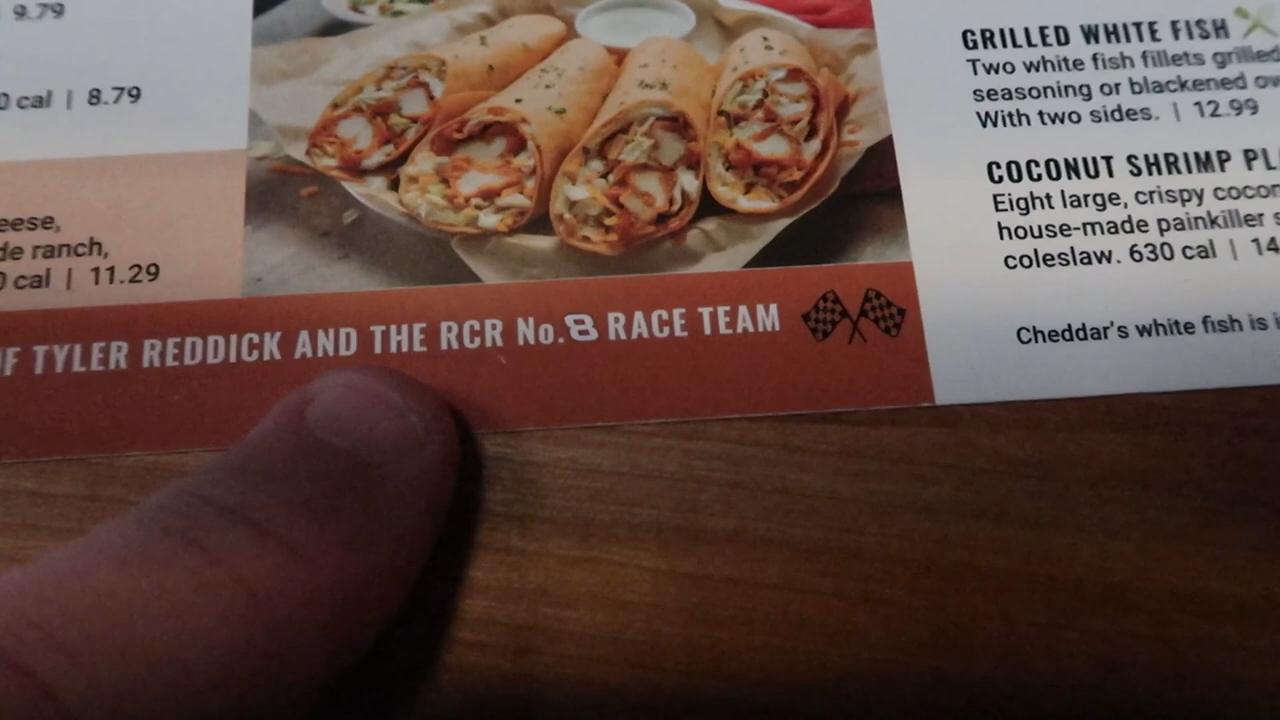 9.79
cal | 8.79
de ranch,
cal | 11.29
TYLER REDDICK AND THE RCR No.8 RACE TEAM
GRILLED WHITE FISH
Two white fish fillets grilled
seasoning or blackened
With two sides. | 12.99
COCONUT SHRIMP
Eight large, crispy
house-made painkiller
coleslaw. 630 cal |
Cheddar's white fish is